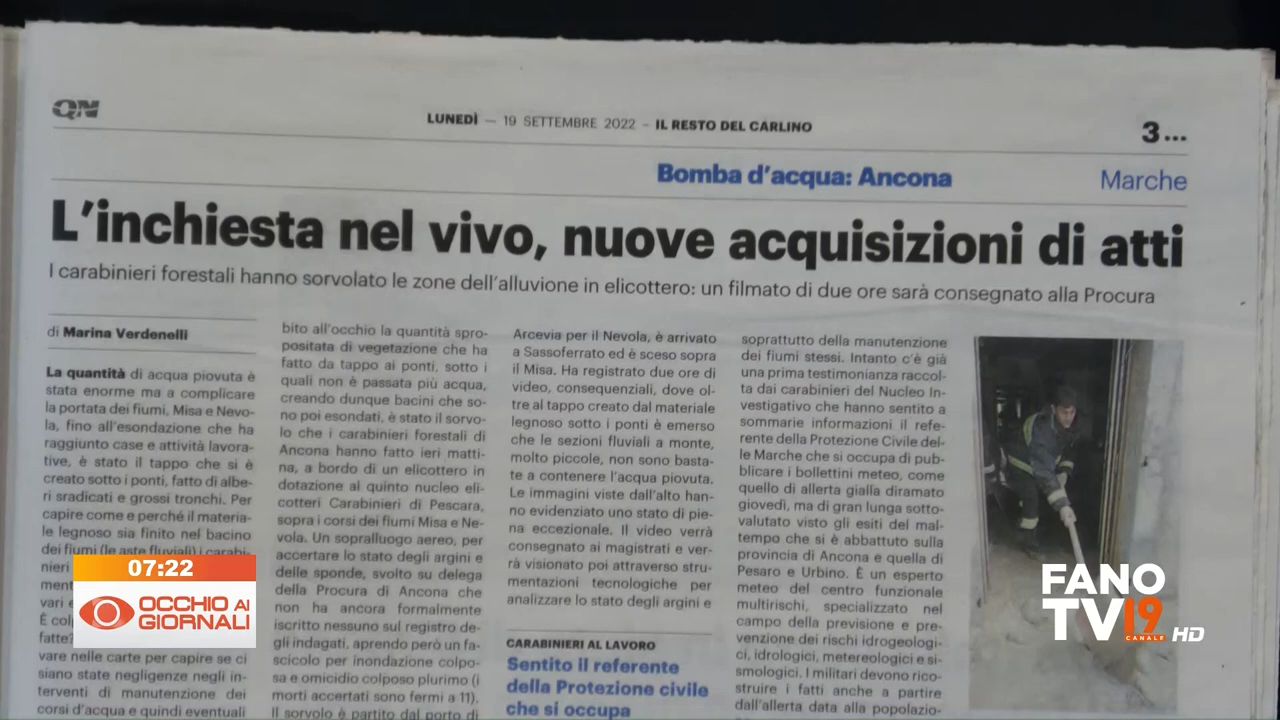 QN
LUNEDÌ — 19 SETTEMBRE 2022 – IL RESTO DEL CARLINO
3...
Bomba d'acqua: Ancona
Marche
L'inchiesta nel vivo, nuove acquisizioni di atti
I carabinieri forestali hanno sorvolato le zone dell'alluvione in elicottero: un filmato di due ore sarà consegnato alla Procura
di Marina Verdenelli
La quantità di acqua piovuta è
stata enorme ma a complicare
la portata dei fiumi, Misa e Nevo-
la, fino all'esondazione che ha
raggiunto case e attività lavora-
tive, è stato il tappo che si è
creato sotto i ponti, fatto di albe-
ri sradicati e grossi tronchi. Per
capire come e perché il materia-
le legnoso sia finito nel bacino
dei fiumi (le aste fluviali) i carabi-
nieri
ment
vari e
È col
fatte?
vare nelle carte per capire se ci
siano state negligenze negli in-
terventi di manutenzione dei
corsi d'acqua e quindi eventuali
bito all'occhio la quantità spro-
positata di vegetazione che ha
fatto da tappo ai ponti, sotto i
quali non è passata più acqua,
creando dunque bacini che so-
no poi esondati, è stato il sorvo-
lo che i carabinieri forestali di
Ancona hanno fatto ieri matti-
na, a bordo di un elicottero in
dotazione al quinto nucleo eli-
cotteri Carabinieri di Pescara,
sopra i corsi dei fiumi Misa e Ne-
vola. Un sopralluogo aereo, per
accertare lo stato degli argini e
delle sponde, svolto su delega
della Procura di Ancona che
non ha ancora formalmente
iscritto nessuno sul registro de-
gli indagati, aprendo però un fa-
scicolo per inondazione colpo-
sa e omicidio colposo plurimo (i
morti accertati sono fermi a 11).
Il sorvolo è partito dal porto di
Arcevia per il Nevola, è arrivato
a Sassoferrato ed è sceso sopra
il Misa. Ha registrato due ore di
video, consequenziali, dove ol-
tre al tappo creato dal materiale
legnoso sotto i ponti è emerso
che le sezioni fluviali a monte,
molto piccole, non sono basta-
te a contenere l'acqua piovuta.
Le immagini viste dall'alto han-
no evidenziato uno stato di pie-
na eccezionale. Il video verrà
consegnato ai magistrati e ver-
rà visionato poi attraverso stru-
mentazioni tecnologiche per
analizzare lo stato degli argini e
CARABINIERI AL LAVORO
Sentito il referente
della Protezione civile
che si occupa
soprattutto della manutenzione
dei fiumi stessi. Intanto c'è già
una prima testimonianza raccol-
ta dai carabinieri del Nucleo In-
vestigativo che hanno sentito a
sommarie informazioni il refe-
rente della Protezione Civile del-
le Marche che si occupa di pub-
blicare i bollettini meteo, come
quello di allerta gialla diramato
giovedì, ma di gran lunga sotto-
valutato visto gli esiti del mal-
tempo che si è abbattuto sulla
provincia di Ancona e quella di
Pesaro e Urbino. È un esperto
meteo del centro funzionale
multirischi, specializzato nel
campo della previsione e pre-
venzione dei rischi idrogeologi-
ci, idrologici, metereologici e si-
smologici. I militari devono rico-
struire i fatti anche a partire
dall'allerta data alla popolazio-
07:22
OCCHIO AI
GIORNALI
FANO
TV 19
CANALE
HD